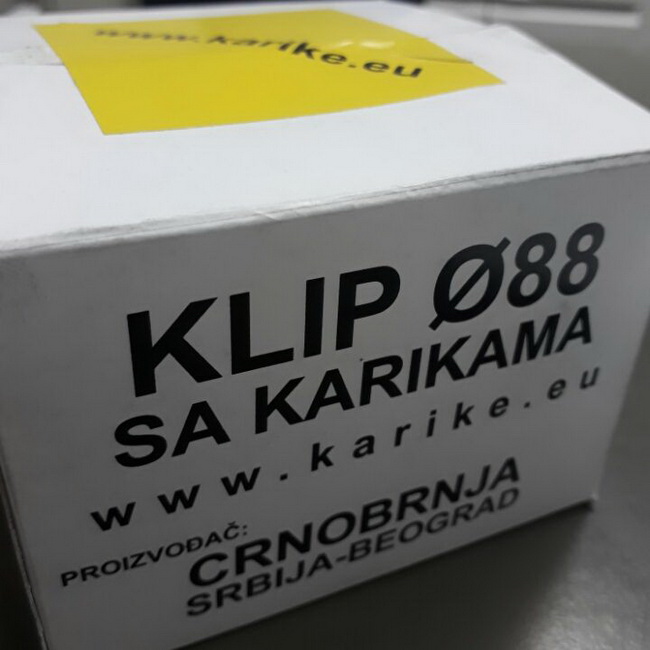 www.karike.eu
KLIP Ø88
SA KARIKAMA
www.karike.eu
PROIZVOĐAČ:
CRNOBRNJA
SRBIJA-BEOGRAD